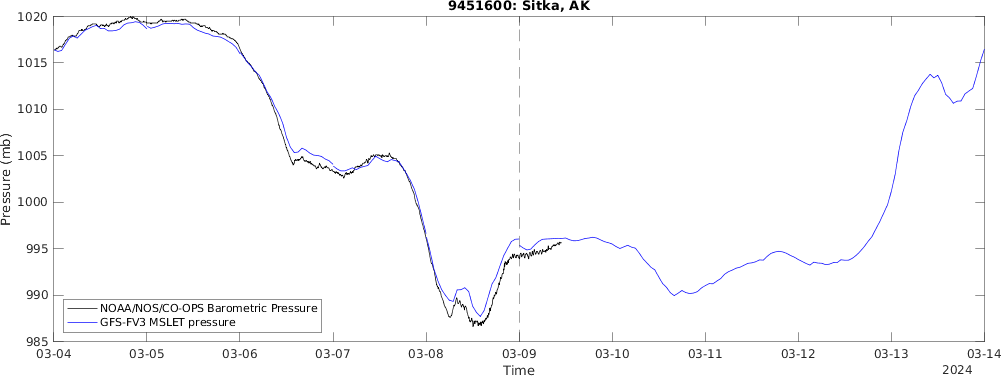 9451600: Sitka, AK
Pressure (mb)
1020
1015
1010
1005
1000
995
990
985
NOAA/NOS/CO-OPS Barometric Pressure
GFS-FV3 MSLET pressure
03-04 03-05 03-06 03-07 03-08 03-09 03-10 03-11 03-12 03-13 03-14
Time
2024